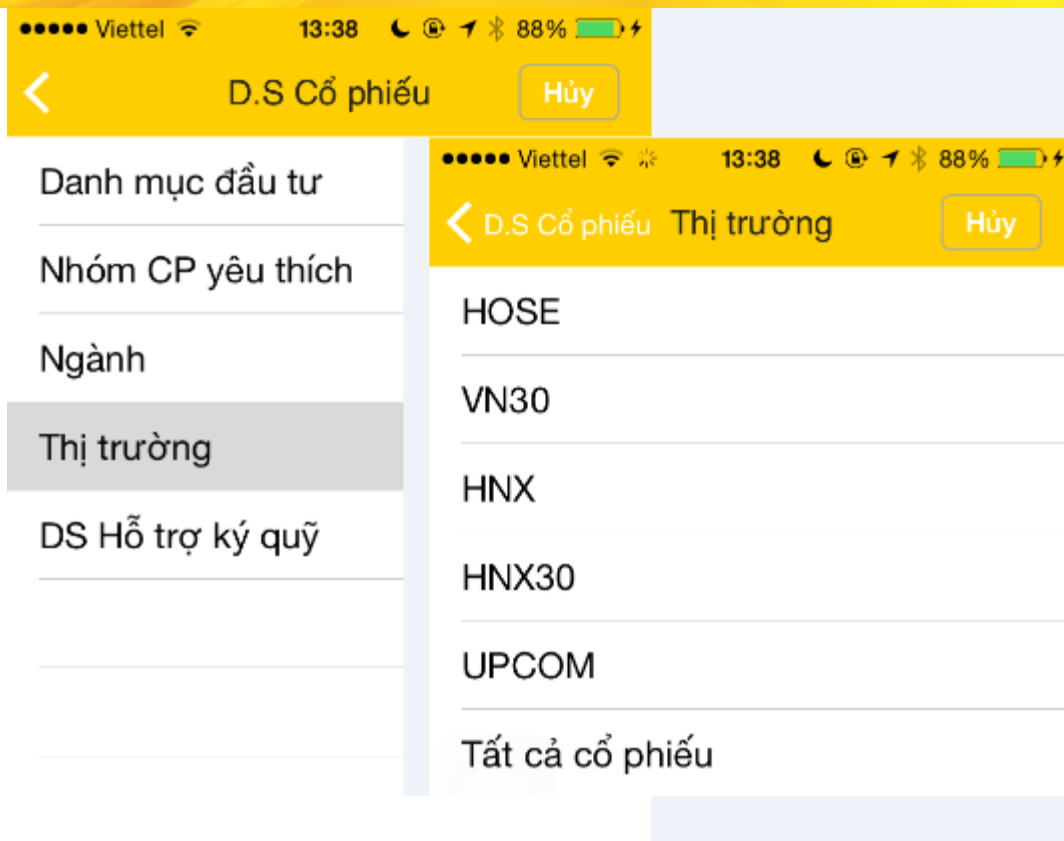 Viettel 13:38 88%
D.S Cổ phiếu Hủy
Danh mục đầu tư
Nhóm CP yêu thích
Ngành
Thị trường
DS Hỗ trợ ký quỹ
Viettel 13:38 88%
D.S Cổ phiếu Thị trường Hủy
HOSE
VN30
HNX
HNX30
UPCOM
Tất cả cổ phiếu